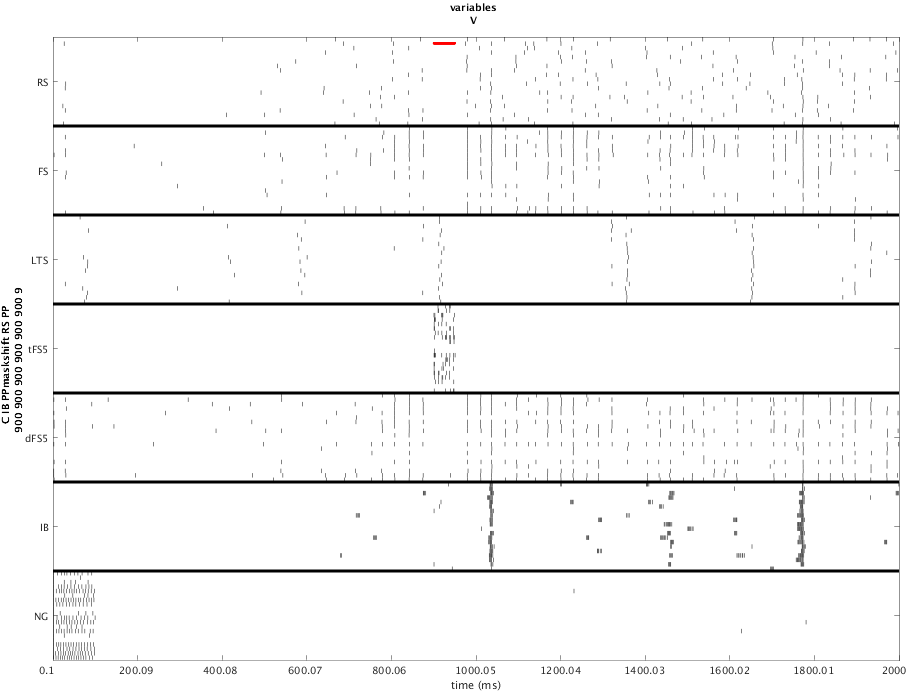 variables
V
RS
FS
LTS
tFS5
dFS5
IB
NG
C IB PPmaskshift RS PP
900 900 900 900 900 900 9
0.1 200.09 400.08 600.07 800.06 1000.05 1200.04 1400.03 1600.02 1800.01 2000
time (ms)